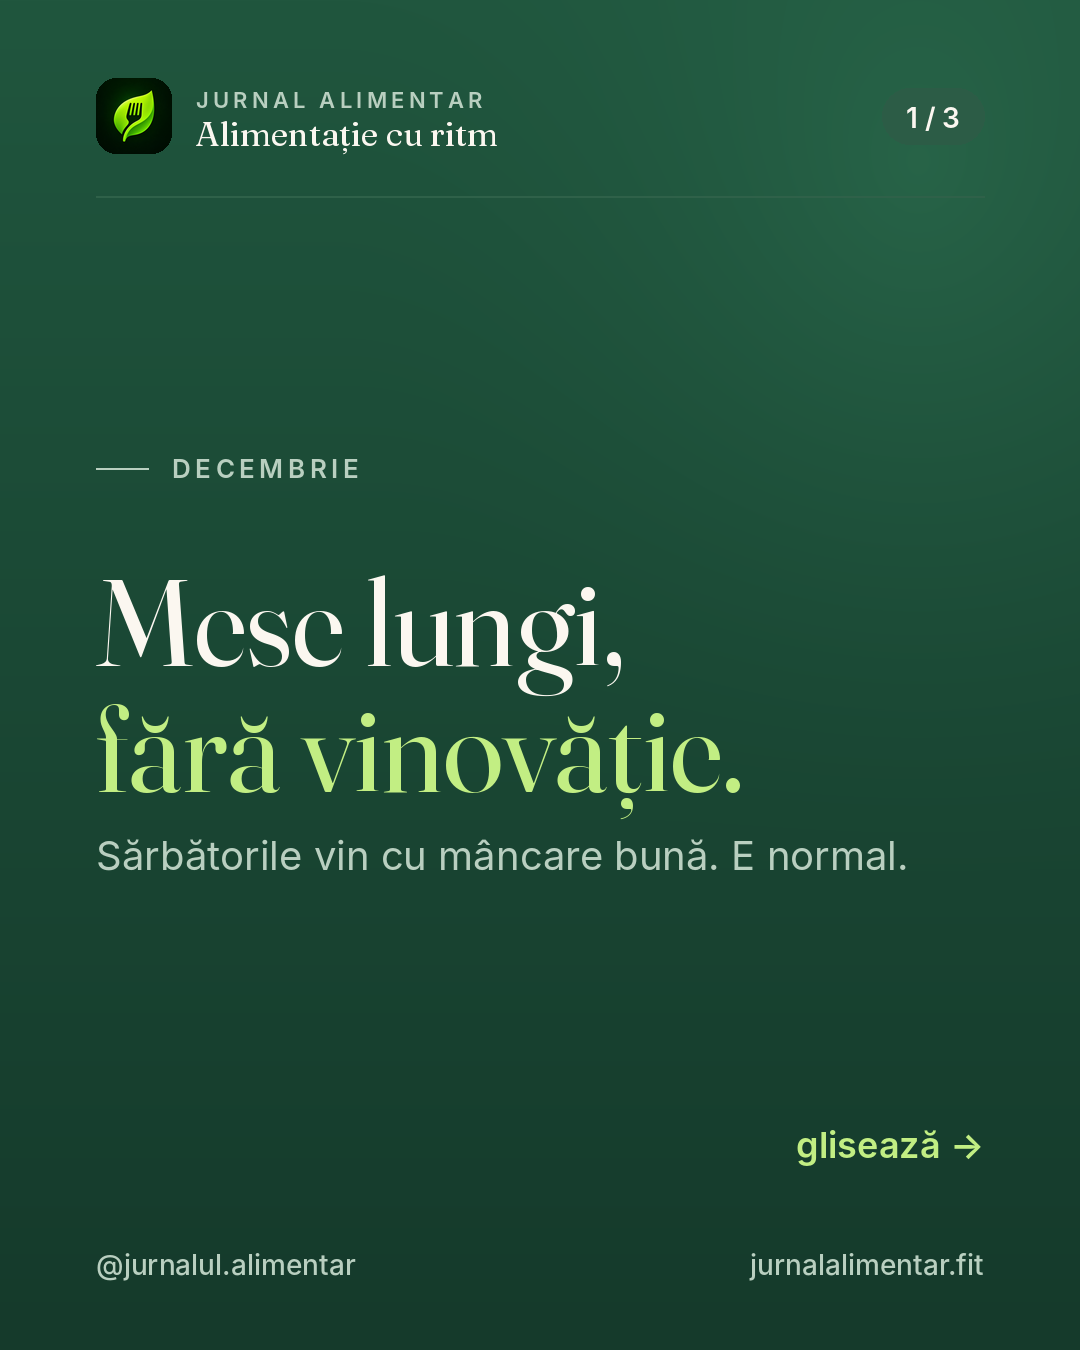 JURNAL ALIMENTAR
Alimentație cu ritm
1 / 3
DECEMBRIE
Mese lungi,
fără vinovăție.
Sărbătorile vin cu mâncare bună. E normal.
glisează →
@jurnalul.alimentar
jurnalalimentar.fit